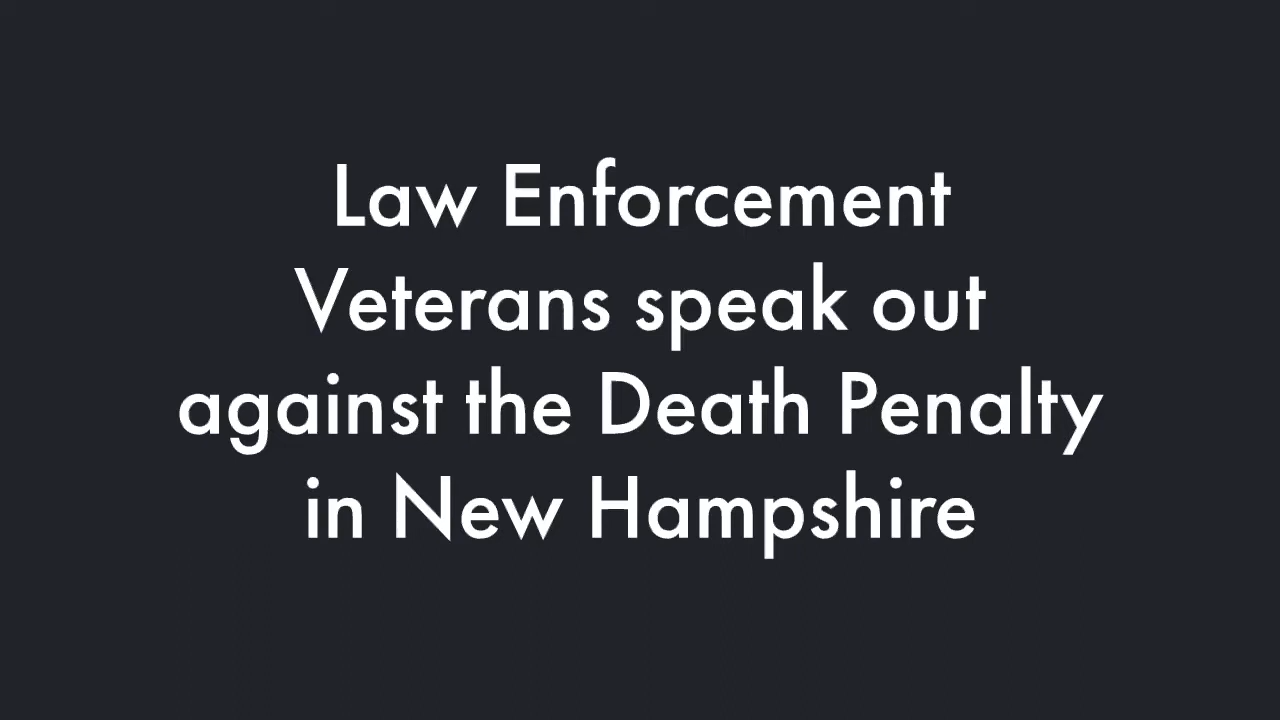 Law Enforcement
Veterans speak out
against the Death Penalty
in New Hampshire